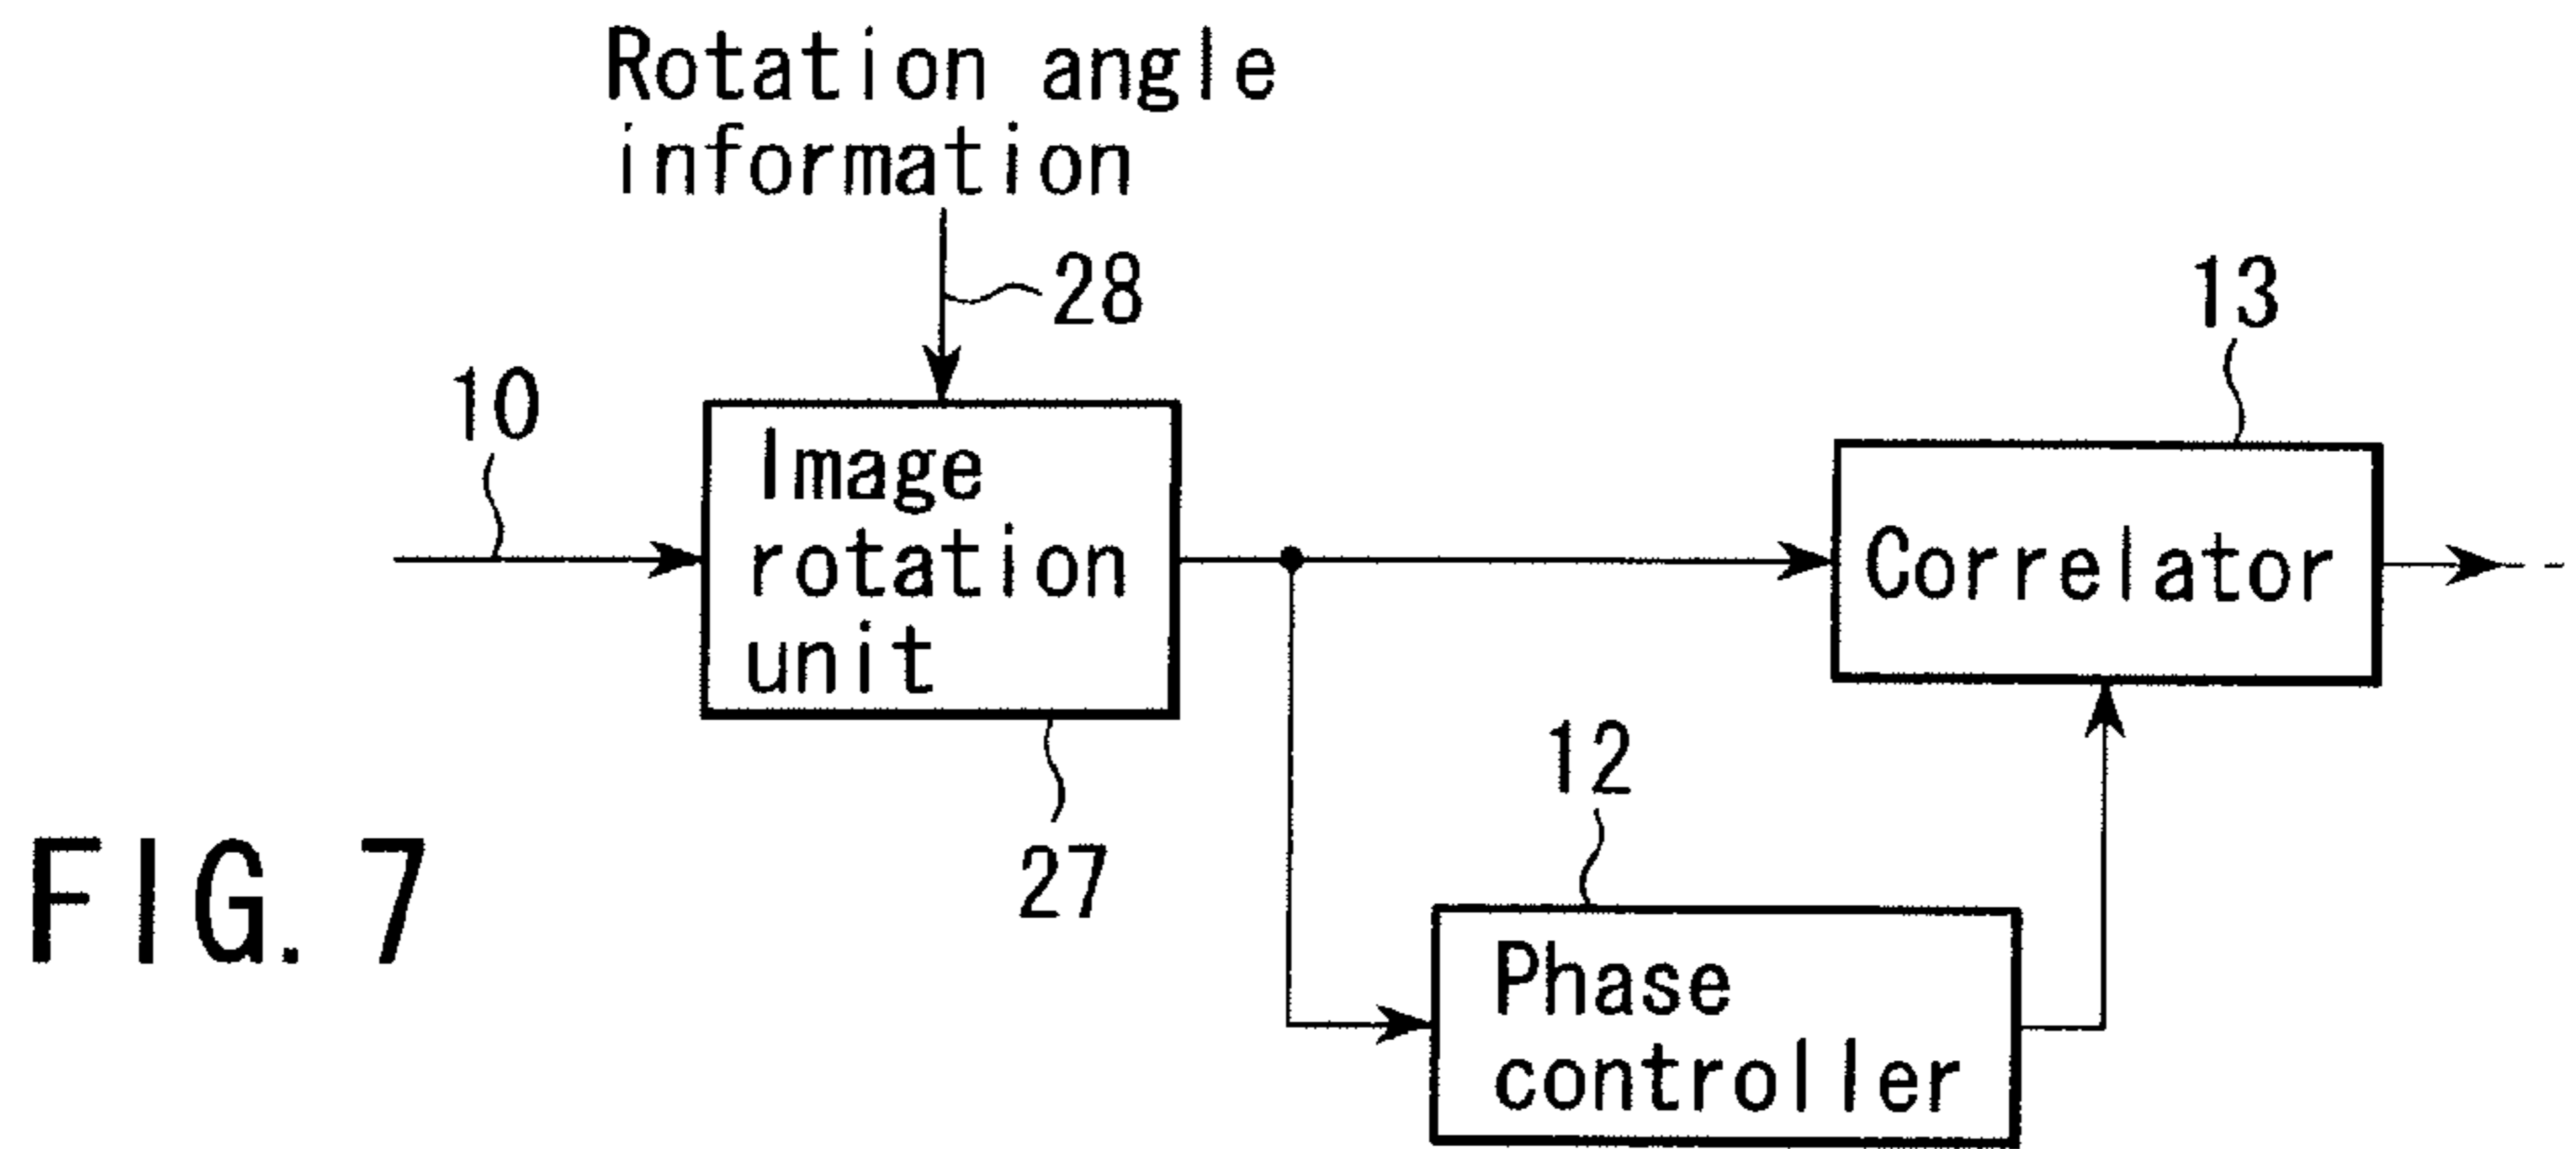 Rotation angle
information
28
13
10
Image
rotation
unit
Correlator
12
27
FIG. 7
Phase
controller